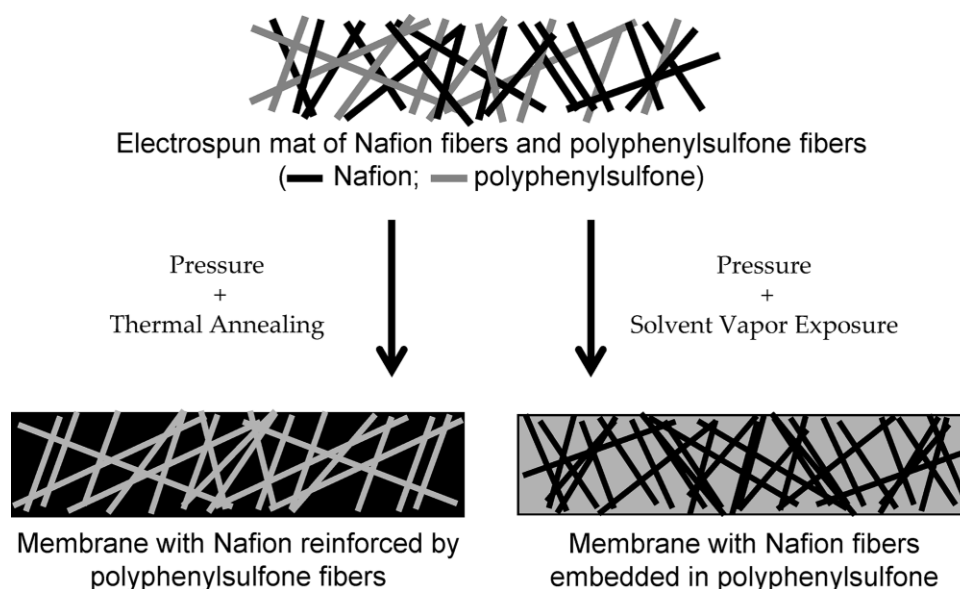 Electrospun mat of Nafion fibers and polyphenylsulfone fibers
( Nafion; polyphenylsulfone)
Pressure
+
Thermal Annealing
Pressure
+
Solvent Vapor Exposure
Membrane with Nafion reinforced by
polyphenylsulfone fibers
Membrane with Nafion fibers
embedded in polyphenylsulfone